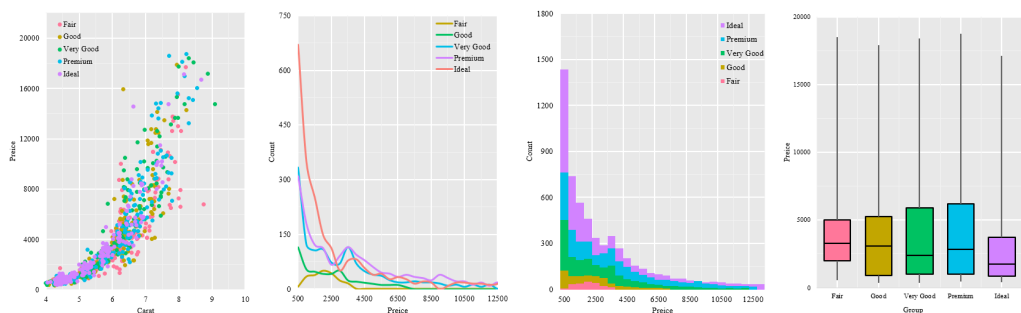 Preice
22000
16000
12000
8000
4000
0
4
5
6
7
8
9
10
Carat
Fair
Good
Very Good
Premium
Ideal
Count
750
600
450
300
150
0
500
2500
4500
6500
8500
10500
12500
Preice
Fair
Good
Very Good
Premium
Ideal
Count
1800
1500
1200
900
600
300
0
500
2500
4500
6500
8500
10500
12500
Preice
Ideal
Premium
Very Good
Good
Fair
Preice
20000
15000
10000
5000
0
Fair
Good
Very Good
Premium
Ideal
Group